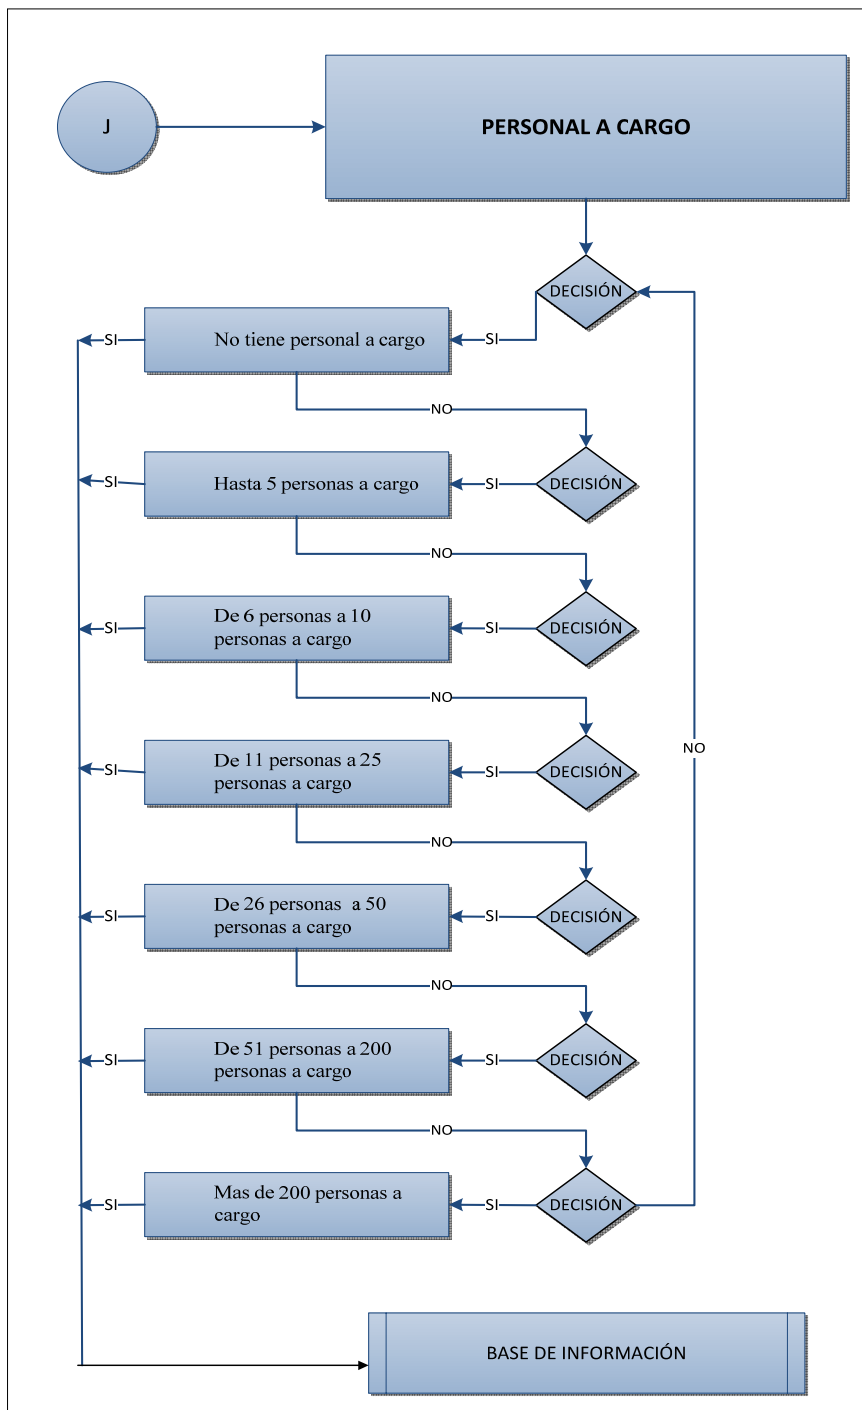 J
PERSONAL A CARGO
DECISIÓN
SI
No tiene personal a cargo
SI
NO
DECISIÓN
SI
Hasta 5 personas a cargo
SI
NO
DECISIÓN
SI
De 6 personas a 10
personas a cargo
SI
NO
DECISIÓN
SI
De 11 personas a 25
personas a cargo
SI
NO
NO
DECISIÓN
SI
De 26 personas a 50
personas a cargo
SI
NO
DECISIÓN
SI
De 51 personas a 200
personas a cargo
SI
NO
DECISIÓN
SI
Mas de 200 personas a
cargo
SI
BASE DE INFORMACIÓN